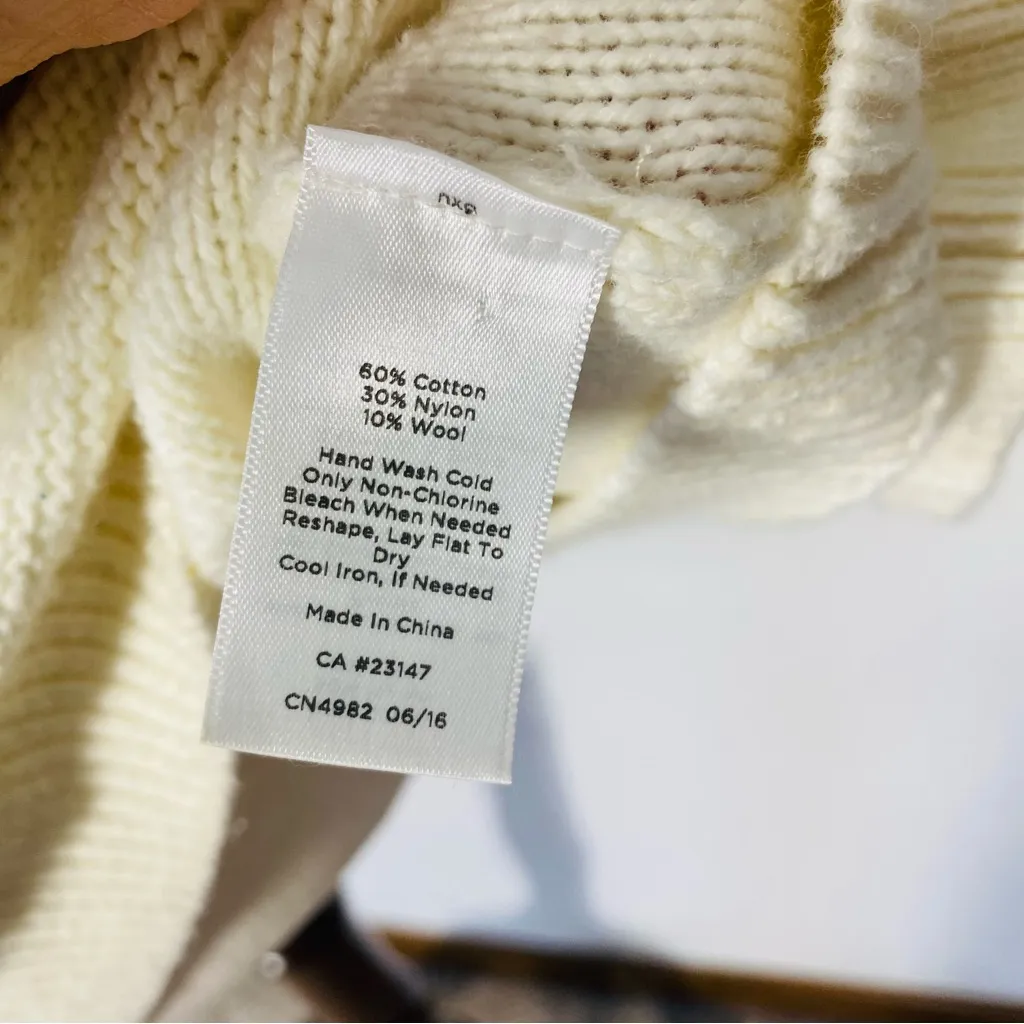 60% Cotton
30% Nylon
10% Wool
Hand Wash Cold
Only Non-Chlorine
Bleach When Needed
Reshape, Lay Flat To
Dry
Cool Iron, If Needed
Made In China
CA #23147
CN4982 06/16